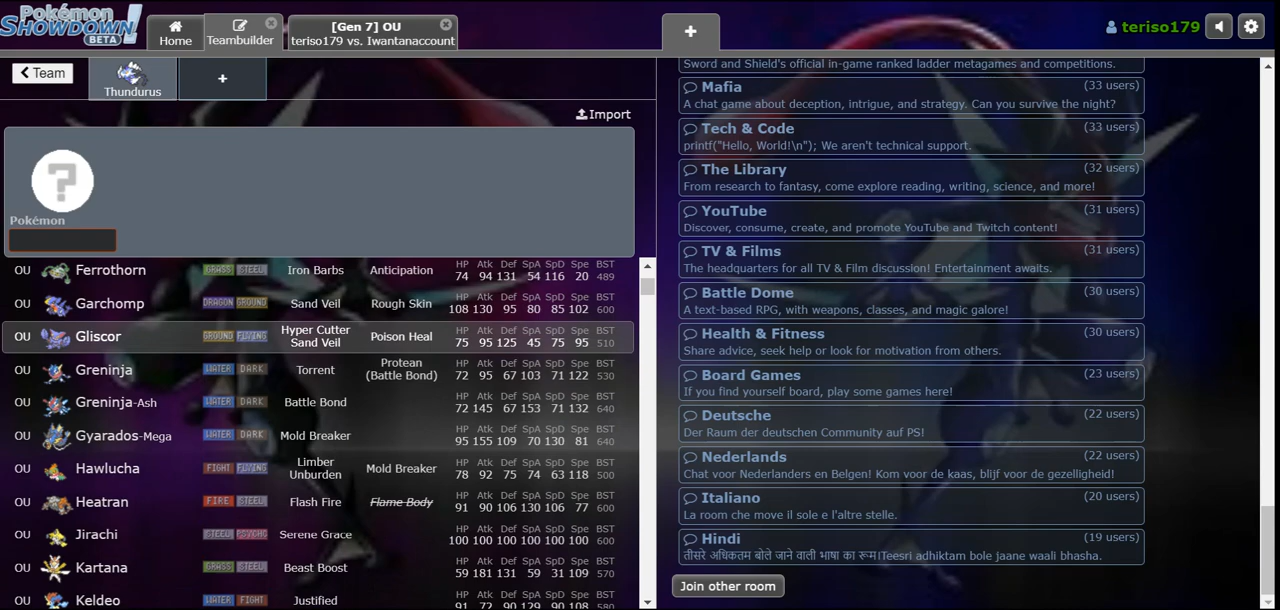 Pokémon
SHOWDOWN!
BETA
Home
Teambuilder
[Gen 7] OU
teriso179 vs. Iwantanaccount
+
teriso179
Team
Thundurus
+
Import
?
Pokémon
OU Ferrothorn GRASS STEEL Iron Barbs Anticipation HP 74 Atk 94 Def 131 SpA 54 SpD 116 Spe 20 BST 489
OU Garchomp DRAGON GROUND Sand Veil Rough Skin HP 108 Atk 130 Def 95 SpA 80 SpD 85 Spe 102 BST 600
OU Gliscor GROUND FLYING Hyper Cutter Sand Veil Poison Heal HP 75 Atk 95 Def 125 SpA 45 SpD 75 Spe 95 BST 510
OU Greninja WATER DARK Torrent Protean (Battle Bond) HP 72 Atk 95 Def 67 SpA 103 SpD 71 Spe 122 BST 530
OU Greninja-Ash WATER DARK Battle Bond HP 72 Atk 145 Def 67 SpA 153 SpD 71 Spe 132 BST 640
OU Gyarados-Mega WATER DARK Mold Breaker HP 95 Atk 155 Def 109 SpA 70 SpD 130 Spe 81 BST 640
OU Hawlucha FIGHT FLYING Limber Unburden Mold Breaker HP 78 Atk 92 Def 75 SpA 74 SpD 63 Spe 118 BST 500
OU Heatran FIRE STEEL Flash Fire Flame Body HP 91 Atk 90 Def 106 SpA 130 SpD 106 Spe 77 BST 600
OU Jirachi STEEL PSYCHC Serene Grace HP 100 Atk 100 Def 100 SpA 100 SpD 100 Spe 100 BST 600
OU Kartana GRASS STEEL Beast Boost HP 59 Atk 181 Def 131 SpA 59 SpD 31 Spe 109 BST 570
OU Keldeo WATER FIGHT Justified HP 91 Atk 72 Def 90 SpA 129 SpD 90 Spe 108 BST 580
Sword and Shield's official in-game ranked ladder metagames and competitions.
Mafia (33 users)
A chat game about deception, intrigue, and strategy. Can you survive the night?
Tech & Code (33 users)
printf("Hello, World!\n"); We aren't technical support.
The Library (32 users)
From research to fantasy, come explore reading, writing, science, and more!
YouTube (31 users)
Discover, consume, create, and promote YouTube and Twitch content!
TV & Films (31 users)
The headquarters for all TV & Film discussion! Entertainment awaits.
Battle Dome (30 users)
A text-based RPG, with weapons, classes, and magic galore!
Health & Fitness (30 users)
Share advice, seek help or look for motivation from others.
Board Games (23 users)
If you find yourself board, play some games here!
Deutsche (22 users)
Der Raum der deutschen Community auf PS!
Nederlands (22 users)
Chat voor Nederlanders en Belgen! Kom voor de kaas, blijf voor de gezelligheid!
Italiano (20 users)
La room che move il sole e l'altre stelle.
Hindi (19 users)
तीसरे अधिकतम बोले जाने वाली भाषा का रूम।Teesri adhiktam bole jaane waali bhasha.
Join other room